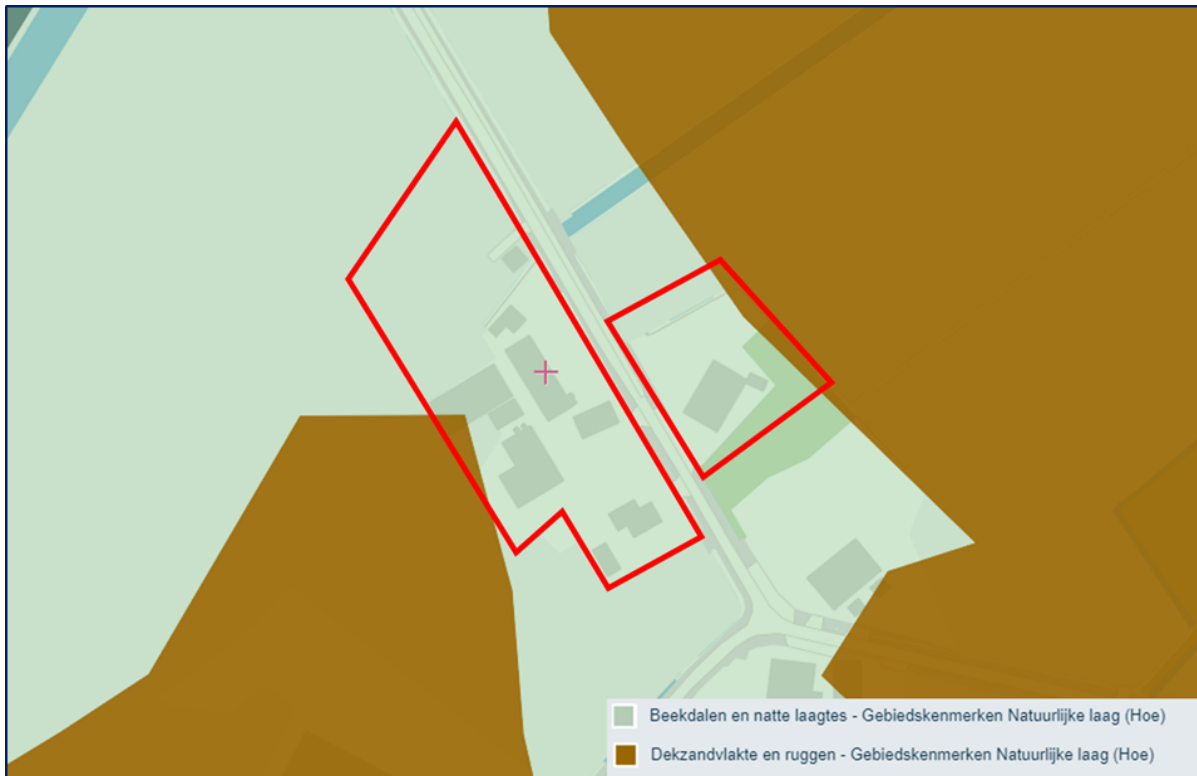 Beekdalen en natte laagtes - Gebiedskenmerken Natuurlijke laag (Hoe)
Dekzandvlakte en ruggen - Gebiedskenmerken Natuurlijke laag (Hoe)